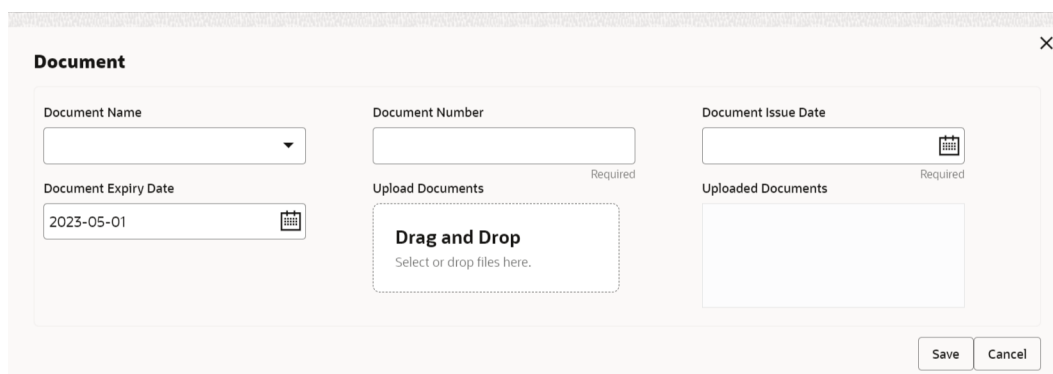 Document
Document Name
Document Number
Document Issue Date
Required
Required
Document Expiry Date
Upload Documents
Uploaded Documents
2023-05-01
Drag and Drop
Select or drop files here.
Save
Cancel